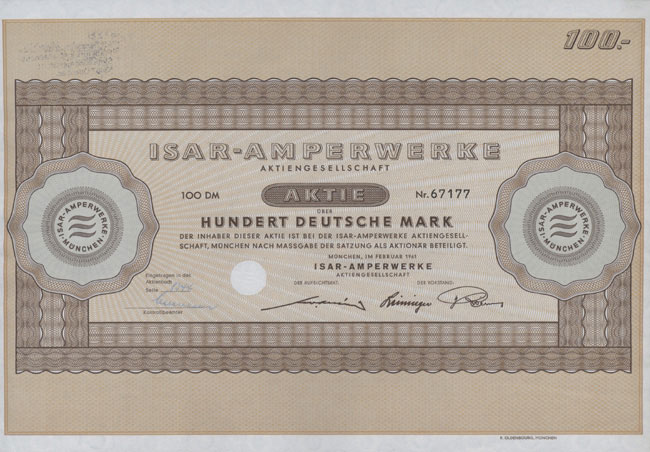 100.-
ISAR-AMPERWERKE
AKTIENGESELLSCHAFT
100 DM AKTIE Nr. 67177
ÜBER
HUNDERT DEUTSCHE MARK
DER INHABER DIESER AKTIE IST BEI DER ISAR-AMPERWERKE AKTIENGESELL-
SCHAFT, MÜNCHEN NACH MASSGABE DER SATZUNG ALS AKTIONÄR BETEILIGT.
MÜNCHEN, IM FEBRUAR 1961
ISAR-AMPERWERKE
AKTIENGESELLSCHAFT
DER AUFSICHTSRAT: DER VORSTAND:
Eingetragen in das
Aktienbuch
Seite
Kontrollbeamter
·ISAR-AMPERWERKE·
MÜNCHEN
·ISAR-AMPERWERKE·
MÜNCHEN
R. OLDENBOURG, MÜNCHEN